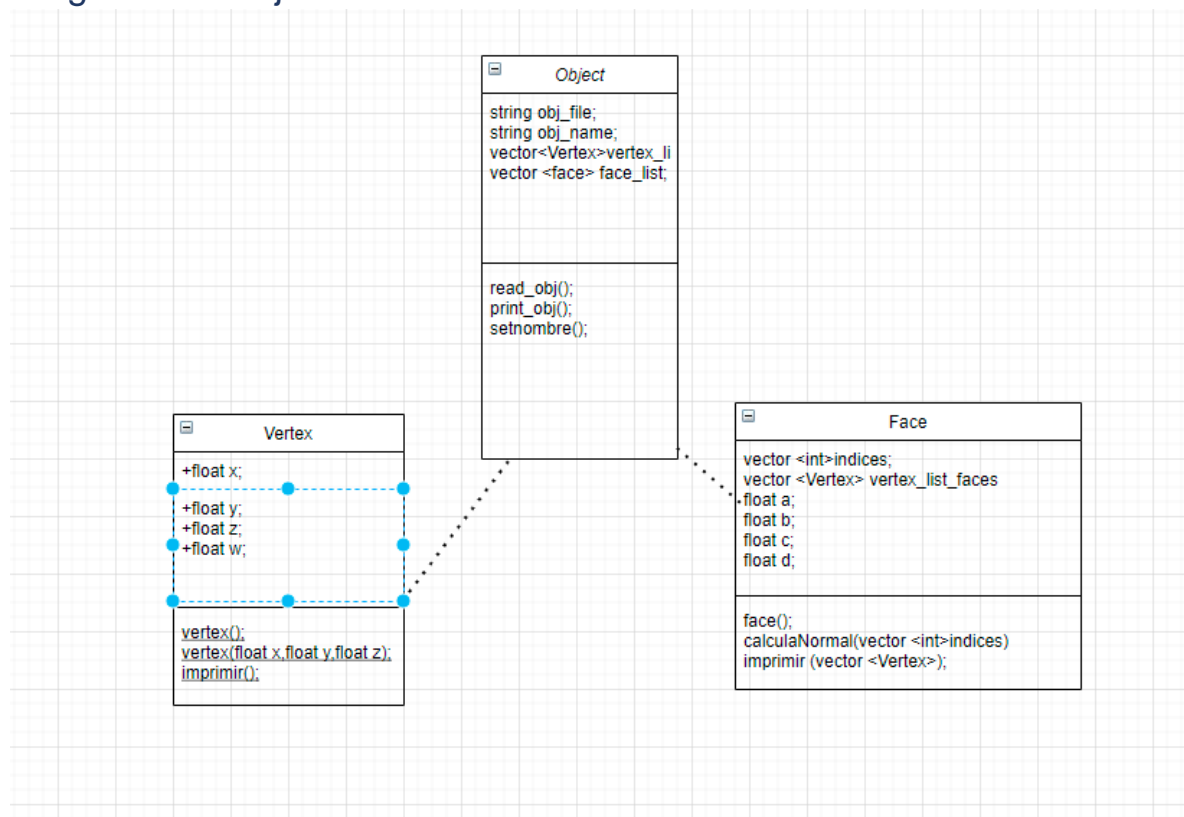 Object
string obj_file;
string obj_name;
vector<Vertex>vertex_li
vector <face> face_list;
read_obj();
print_obj();
setnombre();
Vertex
+float x;
+float y;
+float z;
+float w;
vertex();
vertex(float x,float y,float z);
imprimir();
Face
vector <int>indices;
vector <Vertex> vertex_list_faces
float a;
float b;
float c;
float d;
face();
calculaNormal(vector <int>indices)
imprimir (vector <Vertex>);